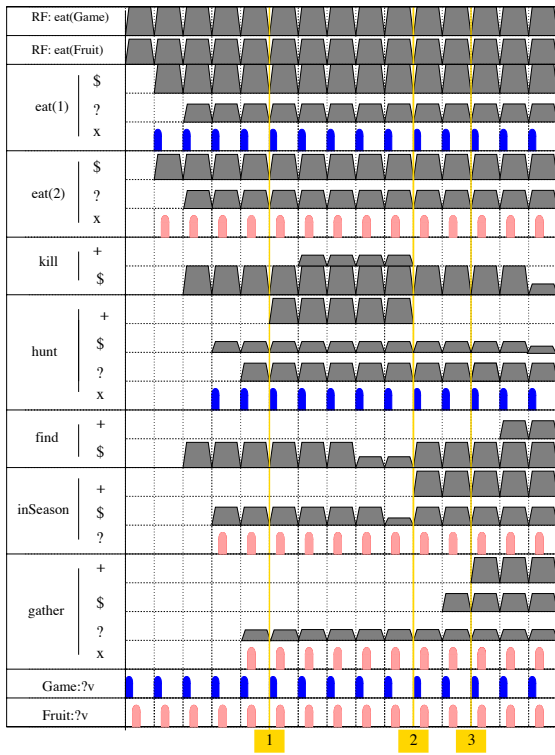 RF: eat(Game)
RF: eat(Fruit)
eat(1)
$
?
x
eat(2)
$
?
x
kill
+
$
hunt
+
$
?
x
find
+
$
inSeason
+
$
?
gather
+
$
?
x
Game:?v
Fruit:?v
1 2 3